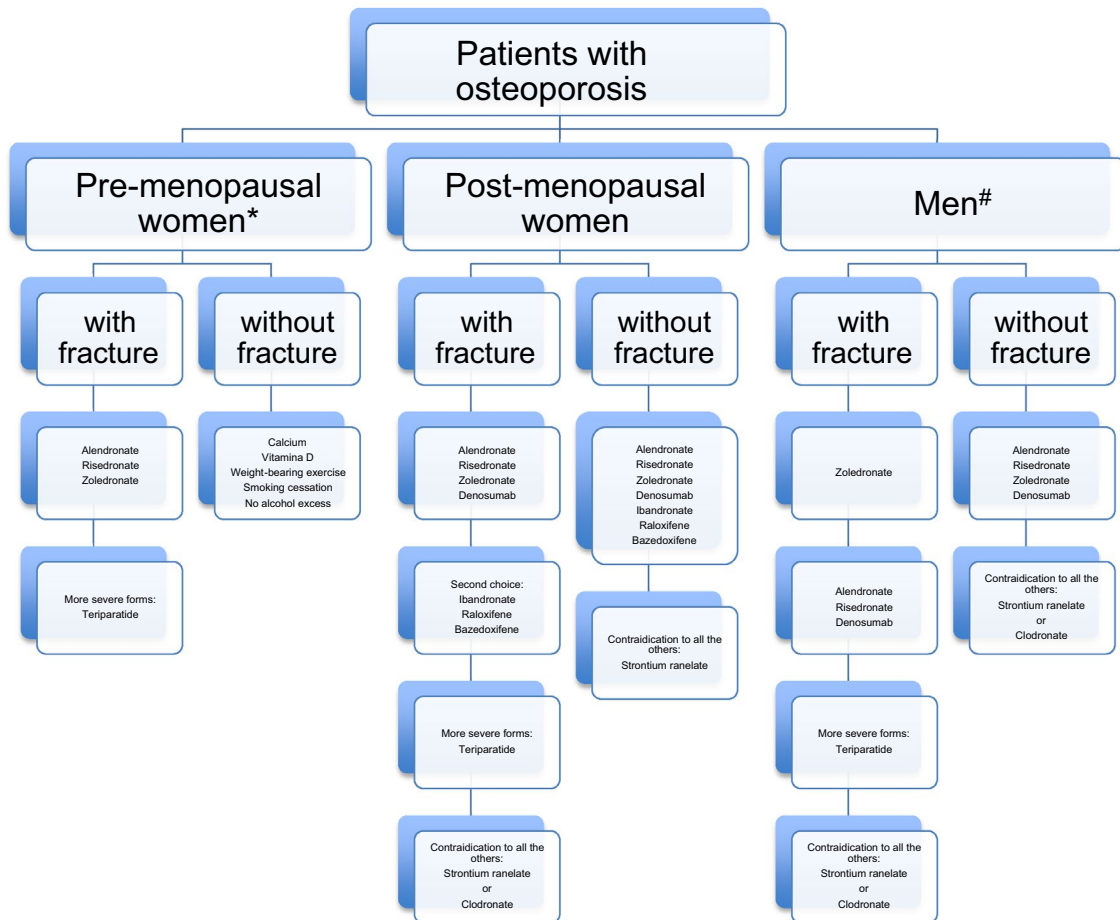 Patients with
osteoporosis
Pre-menopausal
women*
Post-menopausal
women
Men#
with
fracture
without
fracture
with
fracture
without
fracture
with
fracture
without
fracture
Alendronate
Risedronate
Zoledronate
Calcium
Vitamina D
Weight-bearing exercise
Smoking cessation
No alcohol excess
Alendronate
Risedronate
Zoledronate
Denosumab
Alendronate
Risedronate
Zoledronate
Denosumab
Ibandronate
Raloxifene
Bazedoxifene
Zoledronate
Alendronate
Risedronate
Zoledronate
Denosumab
More severe forms:
Teriparatide
Second choice:
Ibandronate
Raloxifene
Bazedoxifene
Contraidication to all the
others:
Strontium ranelate
Alendronate
Risedronate
Denosumab
Contraidication to all the
others:
Strontium ranelate
or
Clodronate
More severe forms:
Teriparatide
More severe forms:
Teriparatide
Contraidication to all the
others:
Strontium ranelate
or
Clodronate
Contraidication to all the
others:
Strontium ranelate
or
Clodronate